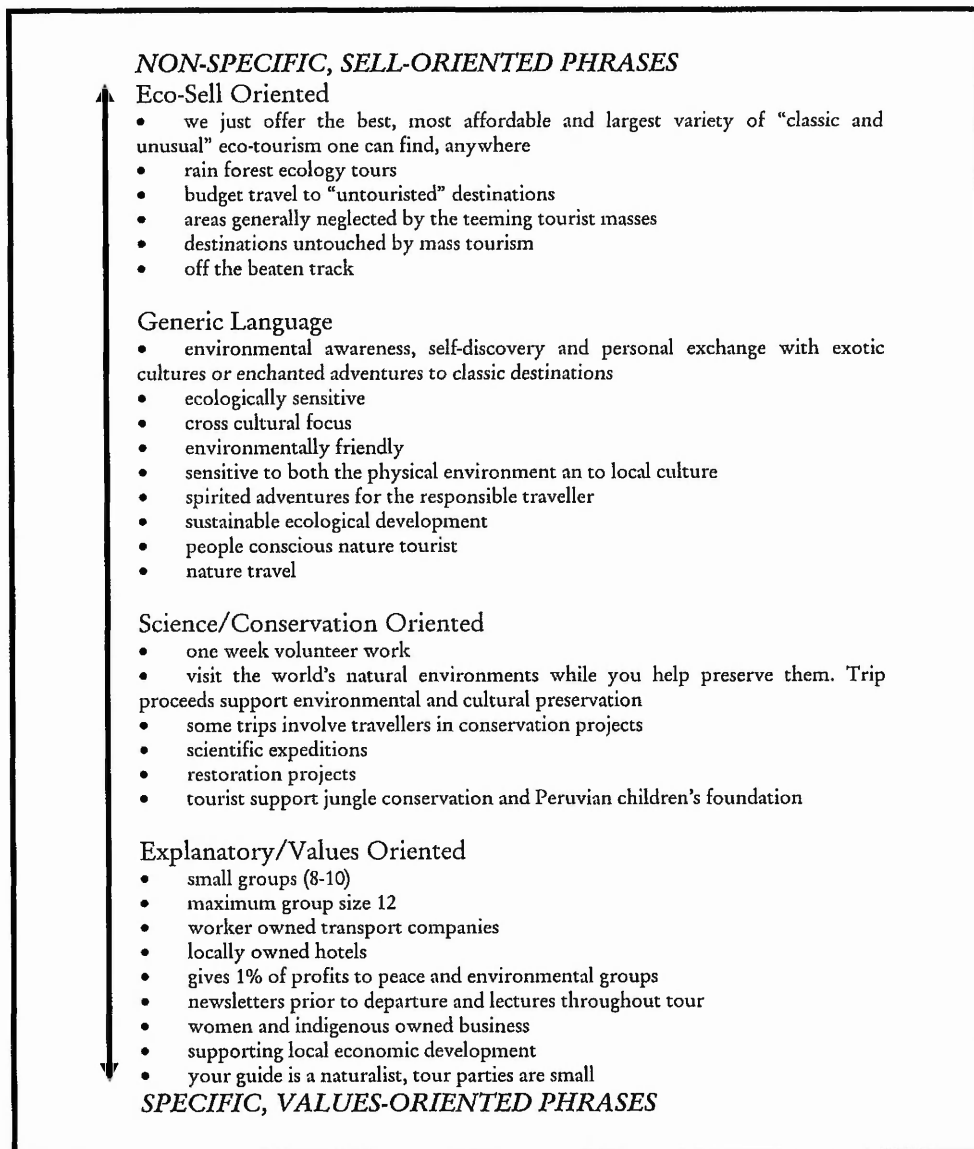 NON-SPECIFIC, SELL-ORIENTED PHRASES
Eco-Sell Oriented
• we just offer the best, most affordable and largest variety of “classic and
unusual” eco-tourism one can find, anywhere
• rain forest ecology tours
• budget travel to “untouristed” destinations
• areas generally neglected by the teeming tourist masses
• destinations untouched by mass tourism
• off the beaten track
Generic Language
• environmental awareness, self-discovery and personal exchange with exotic
cultures or enchanted adventures to classic destinations
• ecologically sensitive
• cross cultural focus
• environmentally friendly
• sensitive to both the physical environment an to local culture
• spirited adventures for the responsible traveller
• sustainable ecological development
• people conscious nature tourist
• nature travel
Science/Conservation Oriented
• one week volunteer work
• visit the world’s natural environments while you help preserve them. Trip
proceeds support environmental and cultural preservation
• some trips involve travellers in conservation projects
• scientific expeditions
• restoration projects
• tourist support jungle conservation and Peruvian children’s foundation
Explanatory/Values Oriented
• small groups (8-10)
• maximum group size 12
• worker owned transport companies
• locally owned hotels
• gives 1% of profits to peace and environmental groups
• newsletters prior to departure and lectures throughout tour
• women and indigenous owned business
• supporting local economic development
• your guide is a naturalist, tour parties are small
SPECIFIC, VALUES-ORIENTED PHRASES